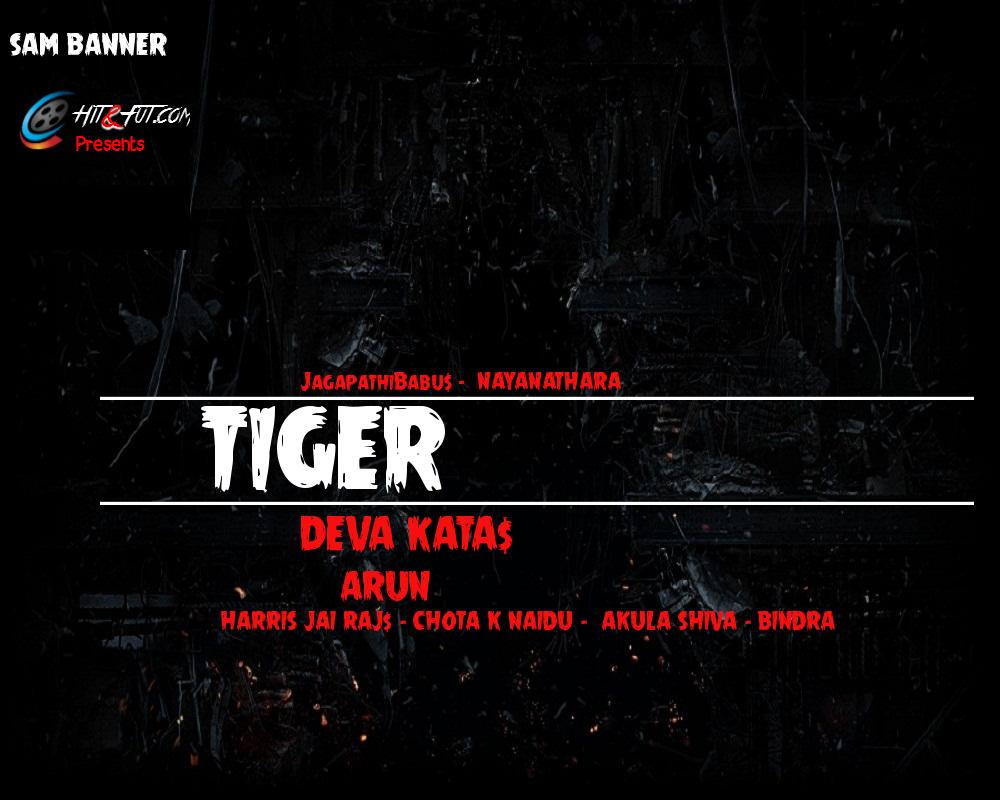 SAM BANNER
HIT&FUT.COM
Presents
JAGAPATHIBABU$ - NAYANATHARA
TIGER
DEVA KATA$
ARUN
HARRIS JAI RAJ$ - CHOTA K NAIDU - AKULA SHIVA - BINDRA